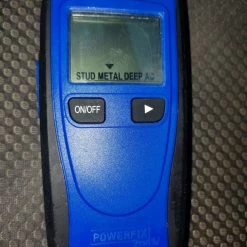 STUD METAL DEEP AC
ON/OFF
POWERFIX